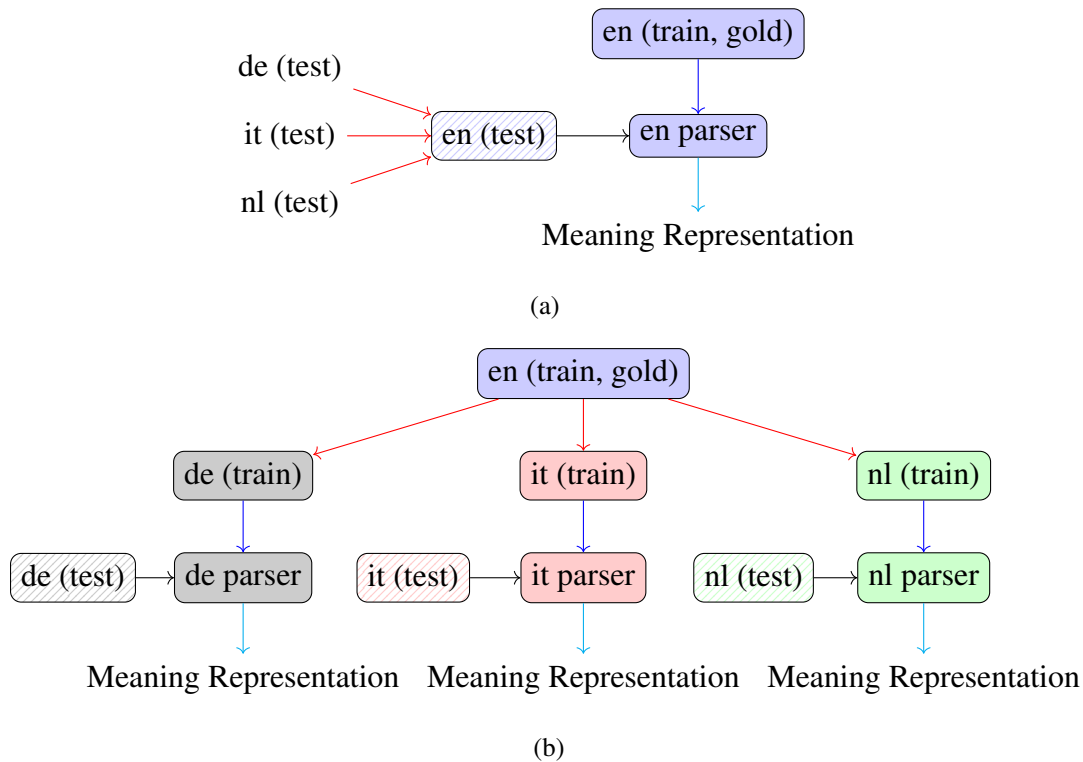 en (train, gold)
de (test)
it (test)
en (test)
en parser
nl (test)
Meaning Representation
(a)
en (train, gold)
de (train)
it (train)
nl (train)
de (test)
de parser
it (test)
it parser
nl (test)
nl parser
Meaning Representation
Meaning Representation
Meaning Representation
(b)